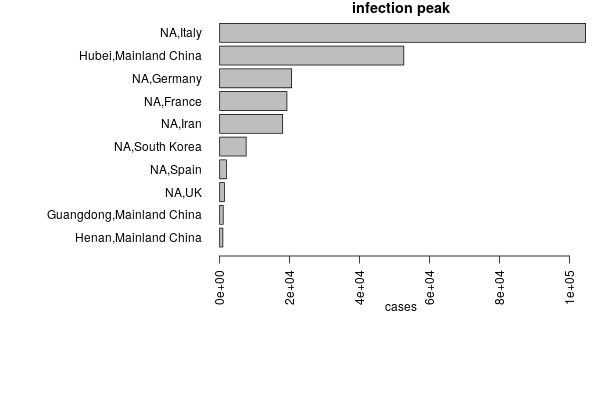 infection peak
NA,Italy
Hubei,Mainland China
NA,Germany
NA,France
NA,Iran
NA,South Korea
NA,Spain
NA,UK
Guangdong,Mainland China
Henan,Mainland China
0e+00 2e+04 4e+04 6e+04 8e+04 1e+05
cases